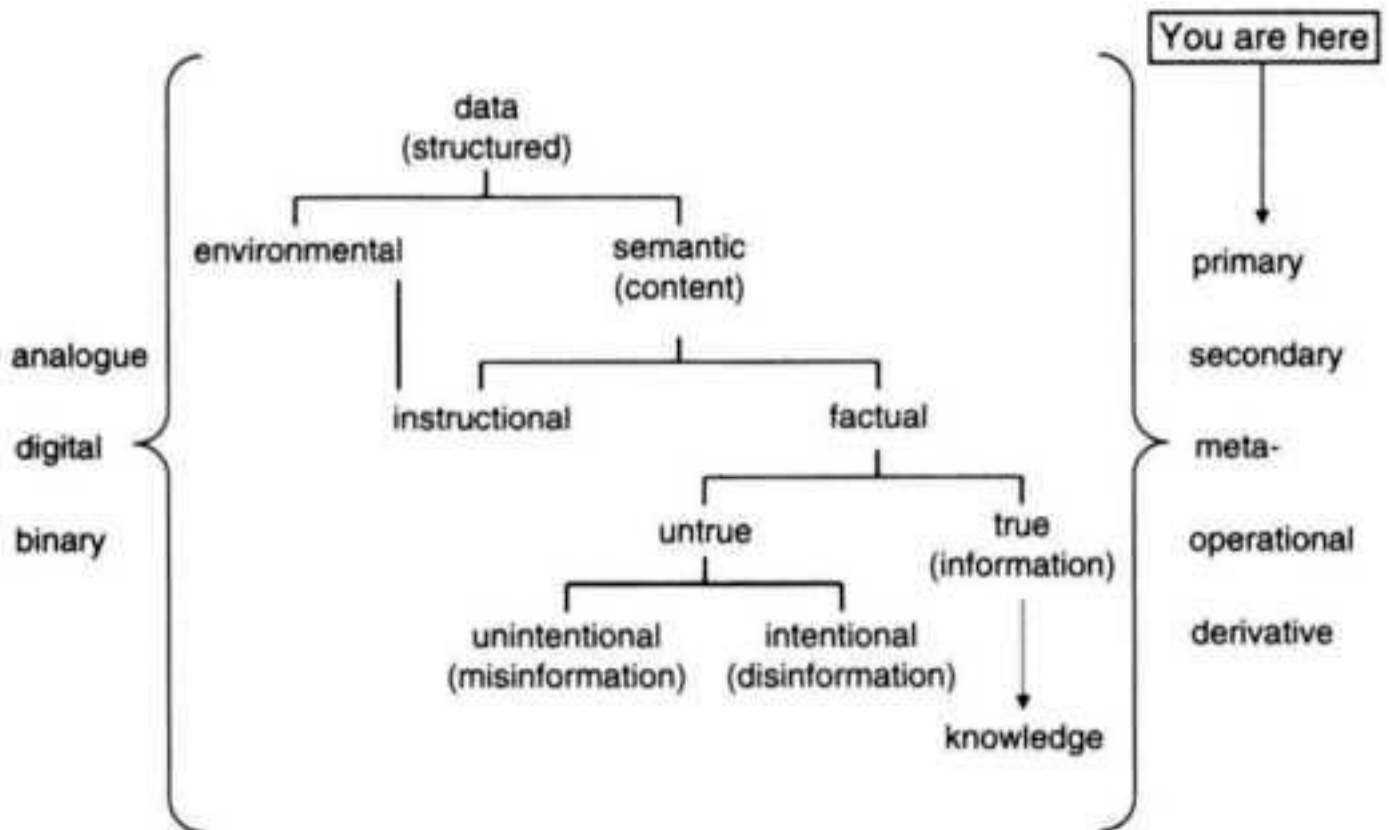 You are here
data
(structured)
environmental
semantic
(content)
primary
analogue
secondary
instructional
factual
digital
meta-
untrue
true
(information)
binary
operational
unintentional
(misinformation)
intentional
(disinformation)
derivative
knowledge